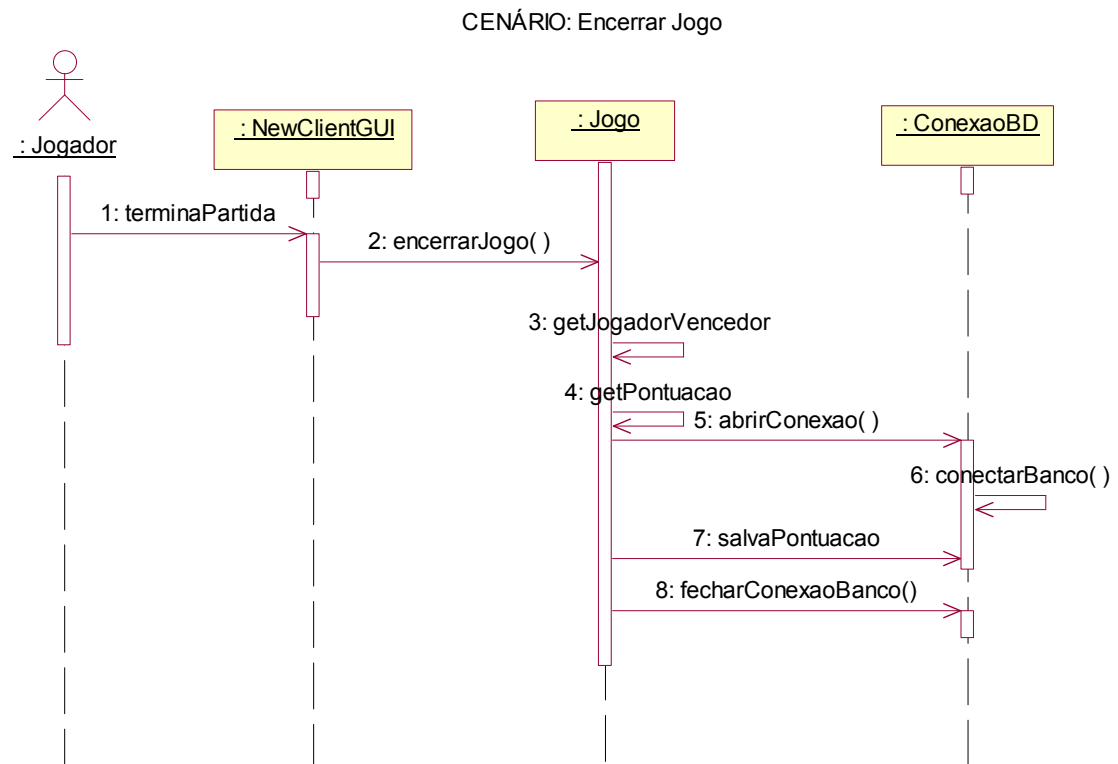 CENÁRIO: Encerrar Jogo
: Jogador
: NewClientGUI
: Jogo
: ConexaoBD
1: terminaPartida
2: encerrarJogo( )
3: getJogadorVencedor
4: getPontuacao
5: abrirConexao( )
6: conectarBanco( )
7: salvaPontuacao
8: fecharConexaoBanco()